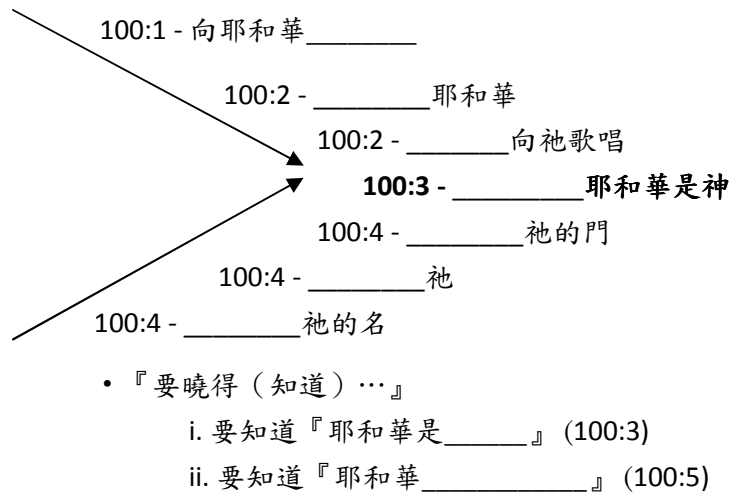 100:1 - 向耶和華________
100:2 - ________耶和華
100:2 - _______向祂歌唱
100:3 - _________耶和華是神
100:4 - ________祂的門
100:4 - ________祂
100:4 - ________祂的名
• 『要曉得（知道）…』
i. 要知道『耶和華是______』 (100:3)
ii. 要知道『耶和華____________』 (100:5)